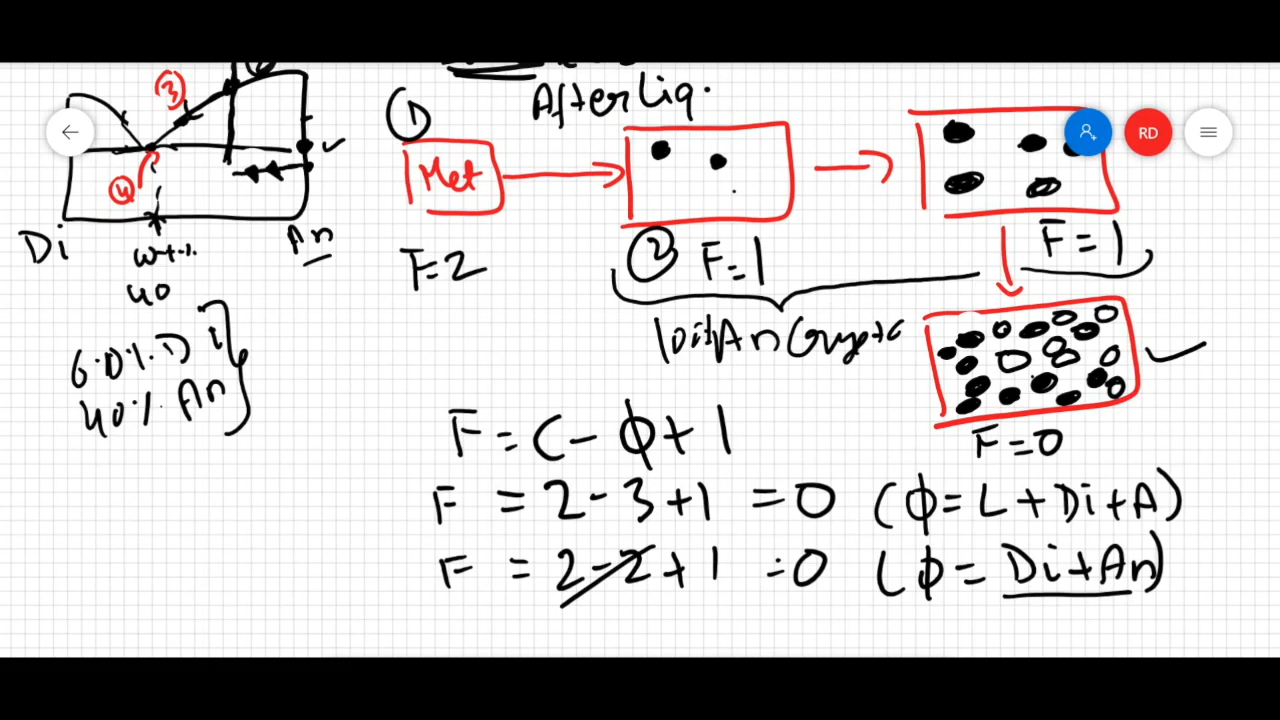 After Liq.
①
Met
③
④
RD
Di
An
wt%
40
F=2
② F=1
F=1
60% Di
40% An
F=0
F = C - φ + 1
F = 2 - 3 + 1 = 0 (φ = L + Di + A)
F = 2 - 2 + 1 = 0 (φ = Di + An)